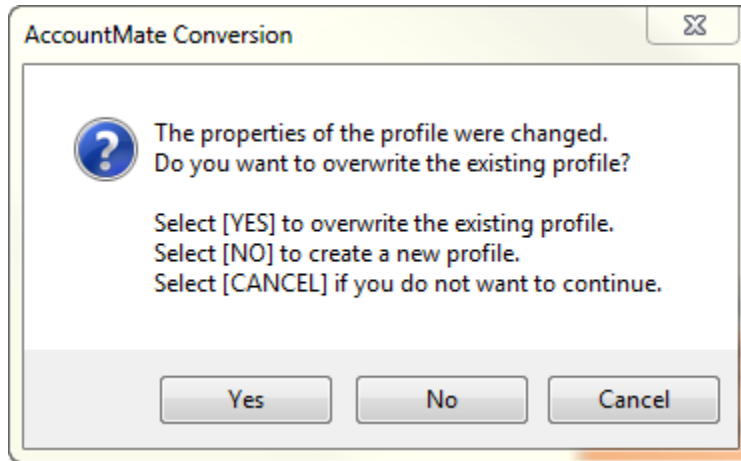 AccountMate Conversion
The properties of the profile were changed.
Do you want to overwrite the existing profile?
Select [YES] to overwrite the existing profile.
Select [NO] to create a new profile.
Select [CANCEL] if you do not want to continue.
Yes No Cancel